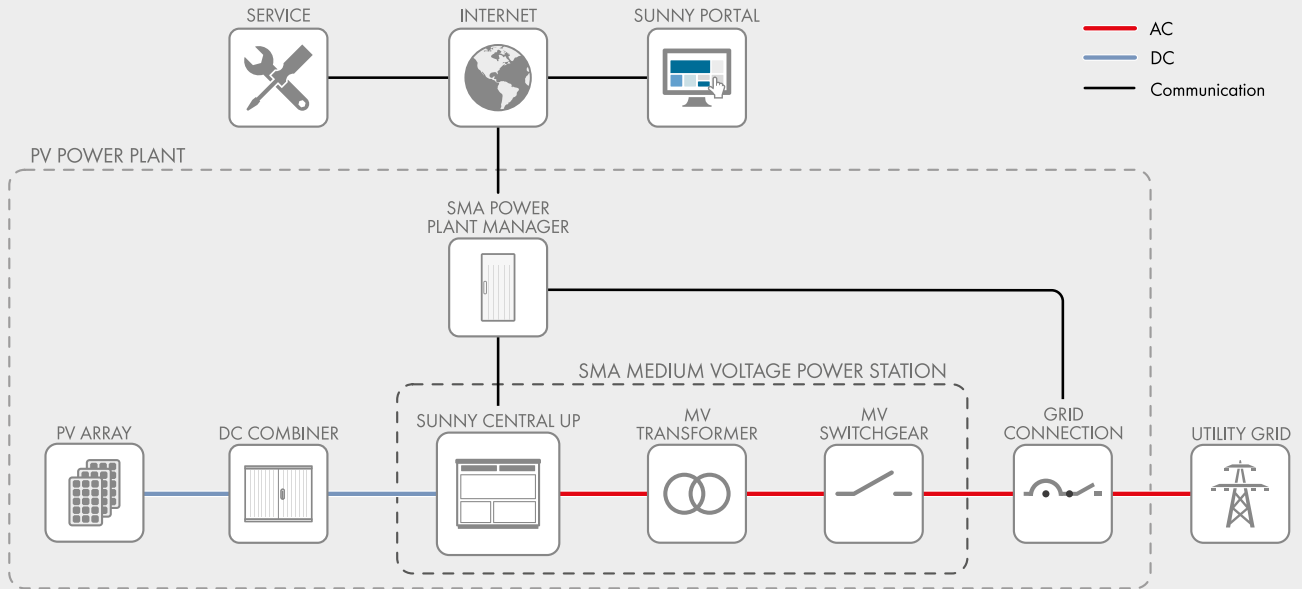 SERVICE
INTERNET
SUNNY PORTAL
AC
DC
Communication
PV POWER PLANT
SMA POWER
PLANT MANAGER
SMA MEDIUM VOLTAGE POWER STATION
PV ARRAY
DC COMBINER
SUNNY CENTRAL UP
MV
TRANSFORMER
MV
SWITCHGEAR
GRID
CONNECTION
UTILITY GRID